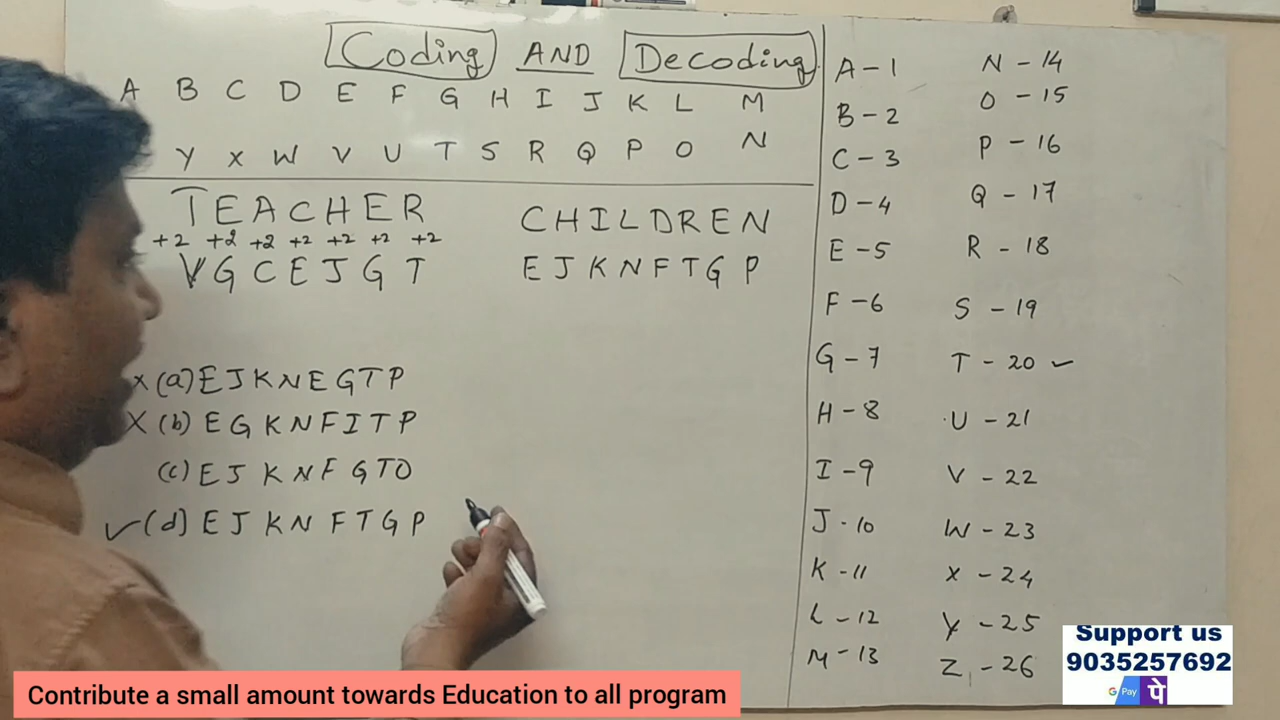 Coding AND Decoding
A B C D E F G H I J K L M
Y X W V U T S R Q P O N
TEACHER
+2 +2 +2 +2 +2 +2 +2
VGCEJGT
CHILDREN
EJKNFTGP
X (a) EJKNEGTP
X (b) EGKNFITP
(c) EJKNFGTO
✓ (d) EJKNFTGP
A - 1
B - 2
C - 3
D - 4
E - 5
F - 6
G - 7
H - 8
I - 9
J - 10
K - 11
L - 12
M - 13
N - 14
O - 15
P - 16
Q - 17
R - 18
S - 19
T - 20 ✓
U - 21
V - 22
W - 23
X - 24
Y - 25
Z - 26
Support us
9035257692
G Pay पे
Contribute a small amount towards Education to all program